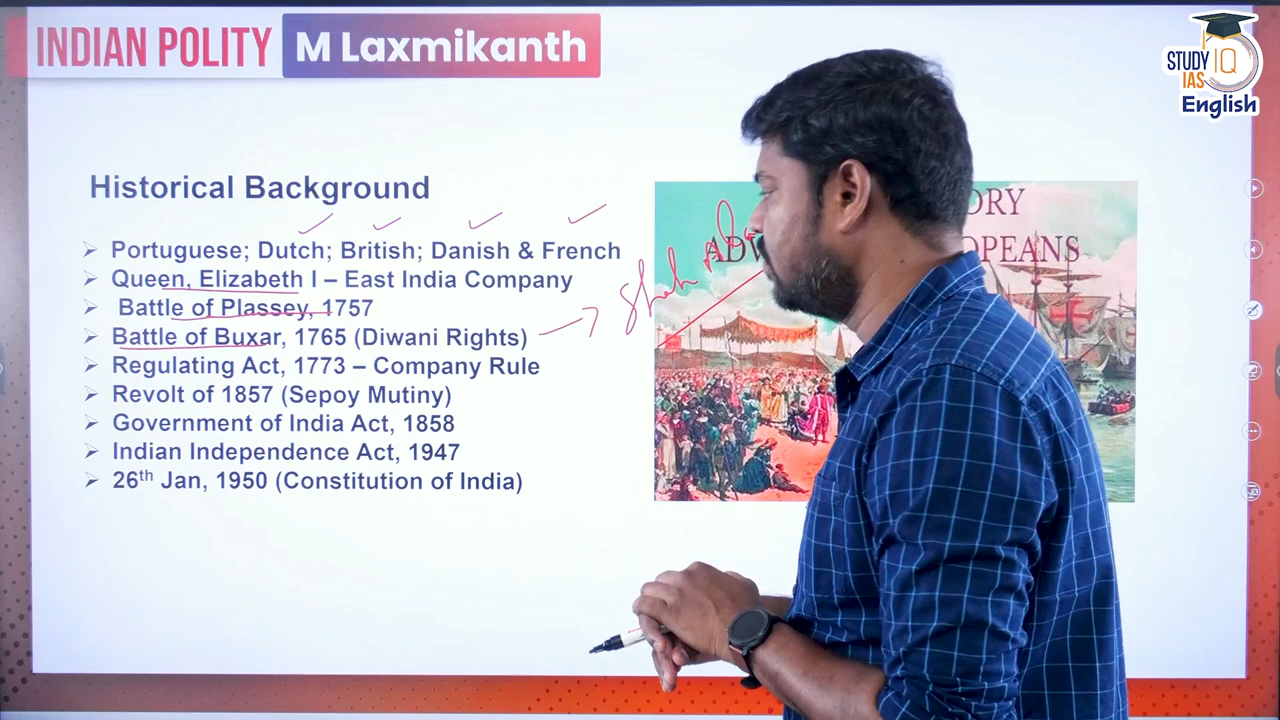 INDIAN POLITY M Laxmikanth
STUDY IQ
IAS
English
Historical Background
➢ Portuguese; Dutch; British; Danish & French
➢ Queen, Elizabeth I – East India Company
➢ Battle of Plassey, 1757
➢ Battle of Buxar, 1765 (Diwani Rights)
➢ Regulating Act, 1773 – Company Rule
➢ Revolt of 1857 (Sepoy Mutiny)
➢ Government of India Act, 1858
➢ Indian Independence Act, 1947
➢ 26th Jan, 1950 (Constitution of India)
Shah